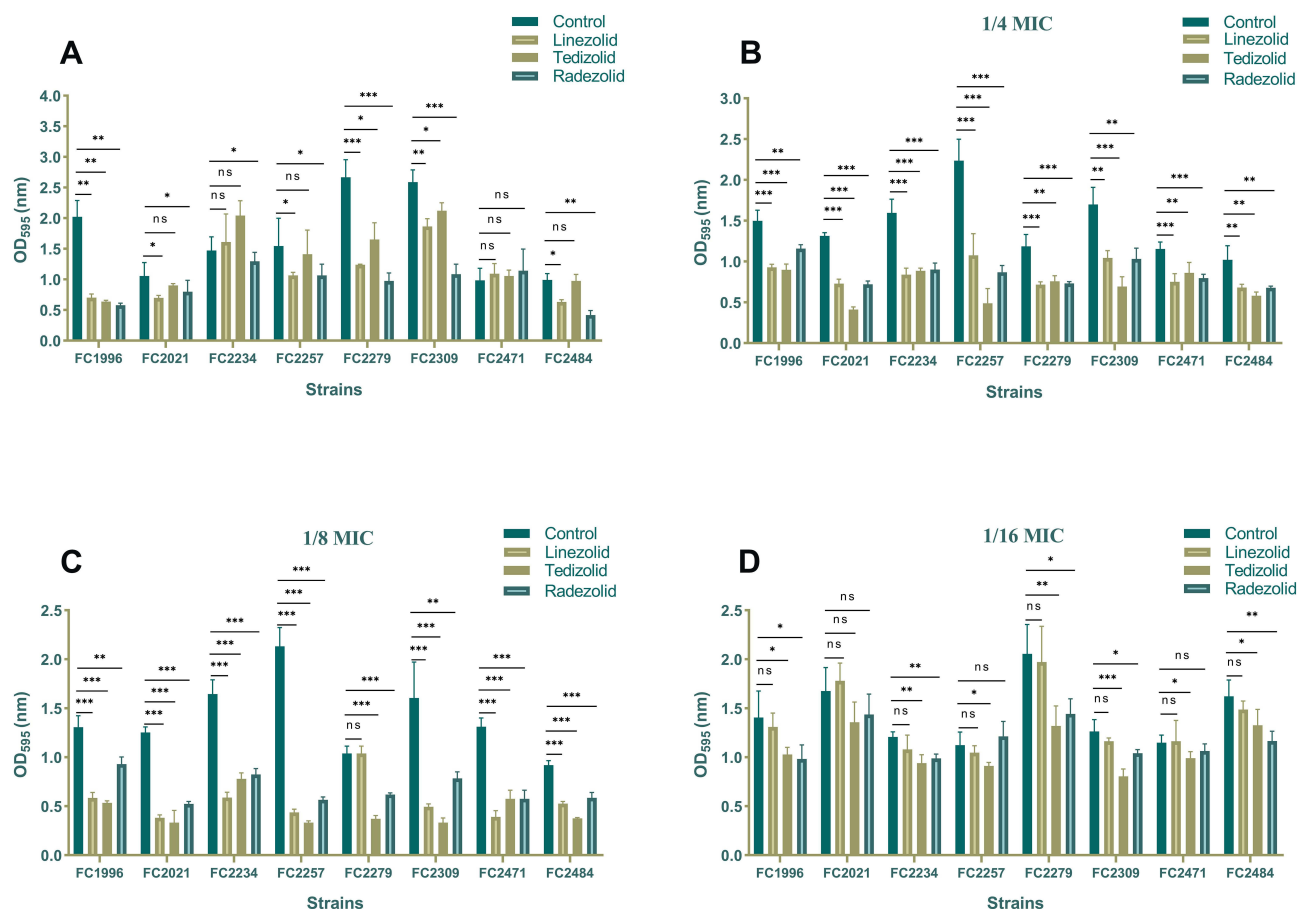 A
Control
Linezolid
Tedizolid
Radezolid
OD595 (nm)
4.0
3.5
3.0
2.5
2.0
1.5
1.0
0.5
0.0
** ** **
* ns *
ns ns *
* ns *
*** * ***
** * ***
ns ns ns
* ns **
FC1996 FC2021 FC2234 FC2257 FC2279 FC2309 FC2471 FC2484
Strains
B
1/4 MIC
Control
Linezolid
Tedizolid
Radezolid
OD595 (nm)
3.0
2.5
2.0
1.5
1.0
0.5
0.0
*** *** **
*** *** ***
*** *** ***
*** *** ***
*** ** ***
** *** **
*** ** ***
** ** **
FC1996 FC2021 FC2234 FC2257 FC2279 FC2309 FC2471 FC2484
Strains
C
1/8 MIC
Control
Linezolid
Tedizolid
Radezolid
OD595 (nm)
2.5
2.0
1.5
1.0
0.5
0.0
*** *** **
*** *** ***
*** *** ***
*** *** ***
ns *** ***
*** *** **
*** *** ***
*** *** ***
FC1996 FC2021 FC2234 FC2257 FC2279 FC2309 FC2471 FC2484
Strains
D
1/16 MIC
Control
Linezolid
Tedizolid
Radezolid
OD595 (nm)
2.5
2.0
1.5
1.0
0.5
0.0
ns * *
ns ns ns
ns ** **
ns * ns
ns ** *
ns *** *
ns * ns
ns * **
FC1996 FC2021 FC2234 FC2257 FC2279 FC2309 FC2471 FC2484
Strains